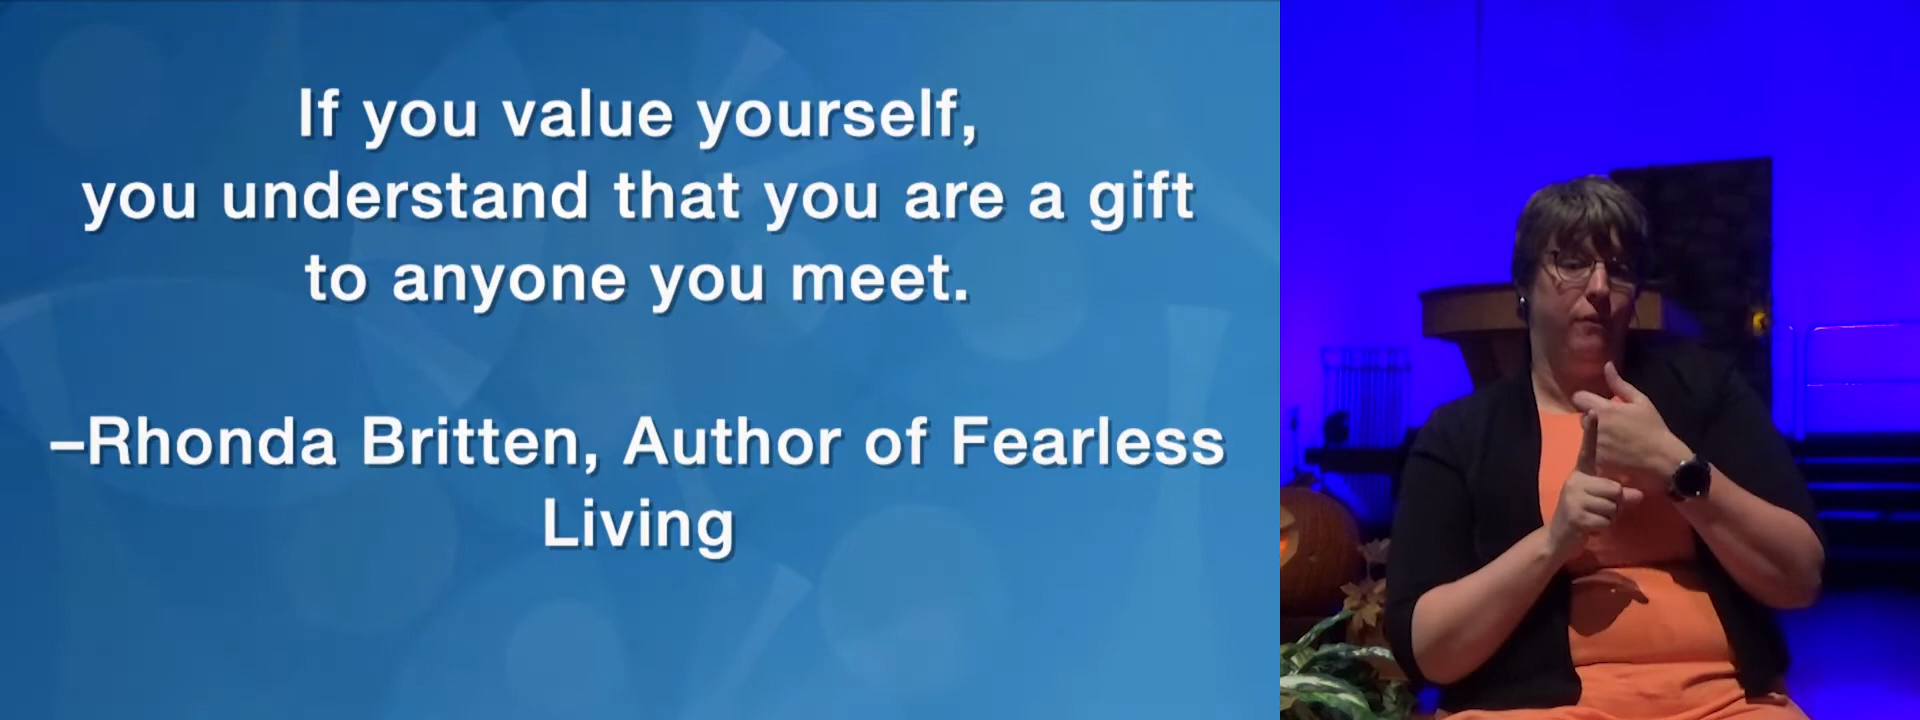 If you value yourself,
you understand that you are a gift
to anyone you meet.
–Rhonda Britten, Author of Fearless
Living